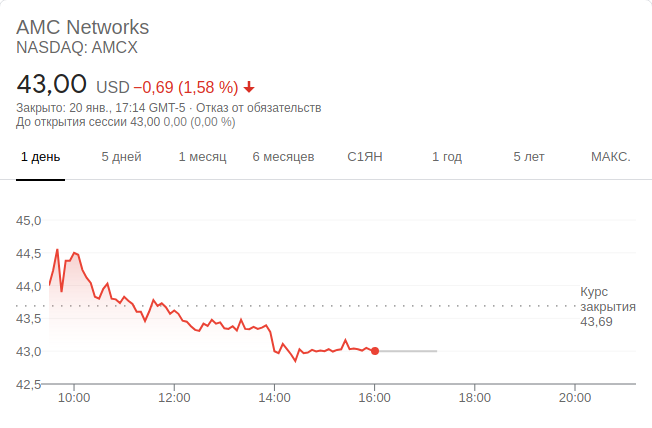 AMC Networks
NASDAQ: AMCX
43,00 USD −0,69 (1,58 %)
Закрыто: 20 янв., 17:14 GMT-5 · Отказ от обязательств
До открытия сессии 43,00 0,00 (0,00 %)
1 день 5 дней 1 месяц 6 месяцев С1ЯН 1 год 5 лет МАКС.
45,0
44,5
44,0
43,5
43,0
42,5
Курс
закрытия
43,69
10:00 12:00 14:00 16:00 18:00 20:00